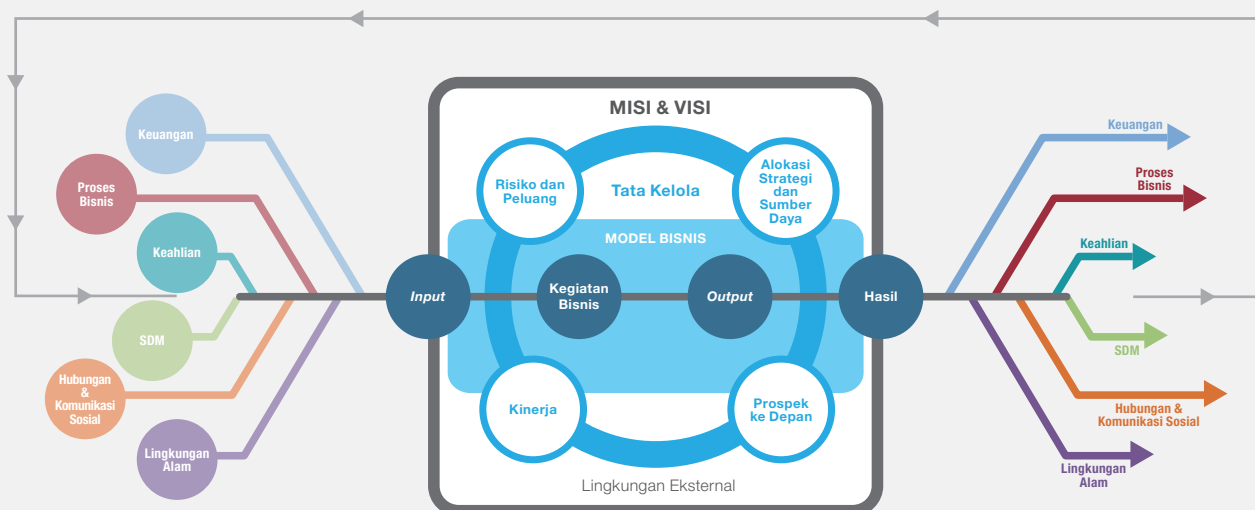 Keuangan
Proses
Bisnis
Keahlian
SDM
Hubungan
&
Komunikasi
Sosial
Lingkungan
Alam
MISI & VISI
Risiko dan
Peluang
Tata Kelola
Alokasi
Strategi
dan
Sumber
Daya
MODEL BISNIS
Input
Kegiatan
Bisnis
Output
Hasil
Kinerja
Prospek
ke Depan
Lingkungan Eksternal
Keuangan
Proses
Bisnis
Keahlian
SDM
Hubungan &
Komunikasi Sosial
Lingkungan
Alam